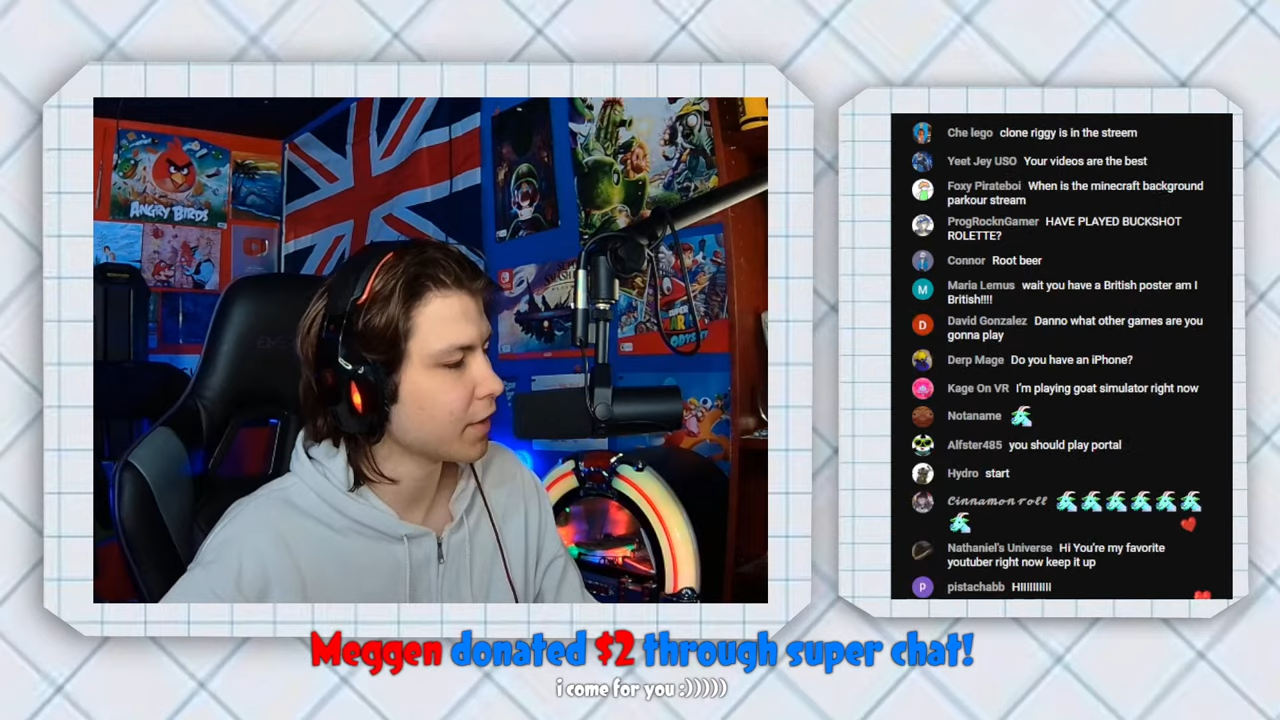 ANGRY BIRDS
SUPER
MARIO
ODYSSEY
Che lego clone riggy is in the streem
Yeet Jey USO Your videos are the best
Foxy Pirateboi When is the minecraft background
parkour stream
ProgRocknGamer HAVE PLAYED BUCKSHOT
ROLETTE?
Connor Root beer
M Maria Lemus wait you have a British poster am I
British!!!!
D David Gonzalez Danno what other games are you
gonna play
Derp Mage Do you have an iPhone?
Kage On VR I'm playing goat simulator right now
Notaname
Alfster485 you should play portal
Hydro start
𝓒𝓲𝓷𝓷𝓪𝓶𝓸𝓷 𝓻𝓸𝓵𝓵
Nathaniel's Universe Hi You're my favorite
youtuber right now keep it up
p pistachabb HIIIIIIIIII
Meggen donated $2 through super chat!
i come for you :))))))